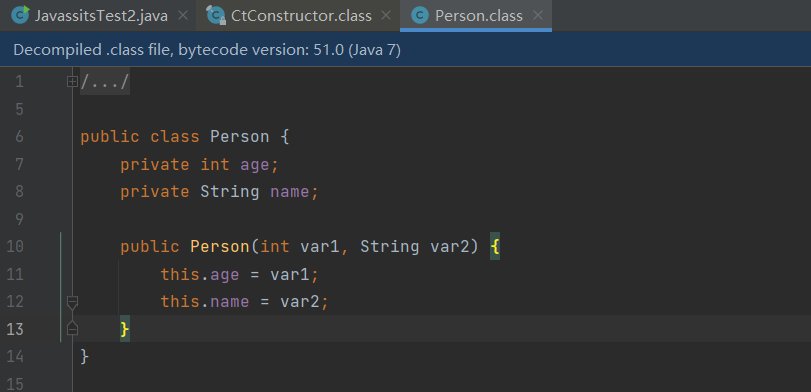 JavassitsTest2.java × CtConstructor.class × Person.class ×
Decompiled .class file, bytecode version: 51.0 (Java 7)
1 /.../
5
6 public class Person {
7 private int age;
8 private String name;
9
10 public Person(int var1, String var2) {
11 this.age = var1;
12 this.name = var2;
13 }
14 }
15